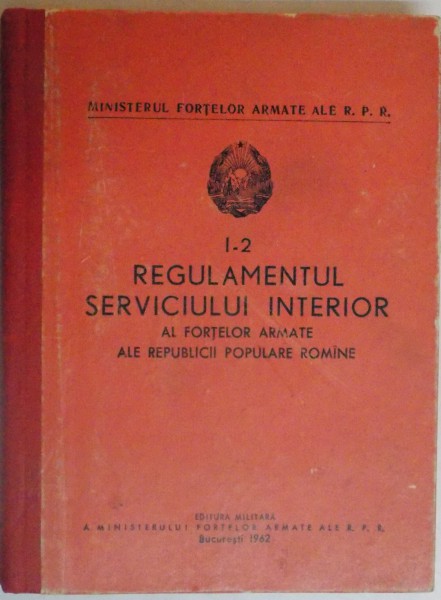 MINISTERUL FORȚELOR ARMATE ALE R. P. R.
I-2
REGULAMENTUL
SERVICIULUI INTERIOR
AL FORȚELOR ARMATE
ALE REPUBLICII POPULARE ROMÎNE
EDITURA MILITARĂ
A MINISTERULUI FORȚELOR ARMATE ALE R. P. R.
București 1962